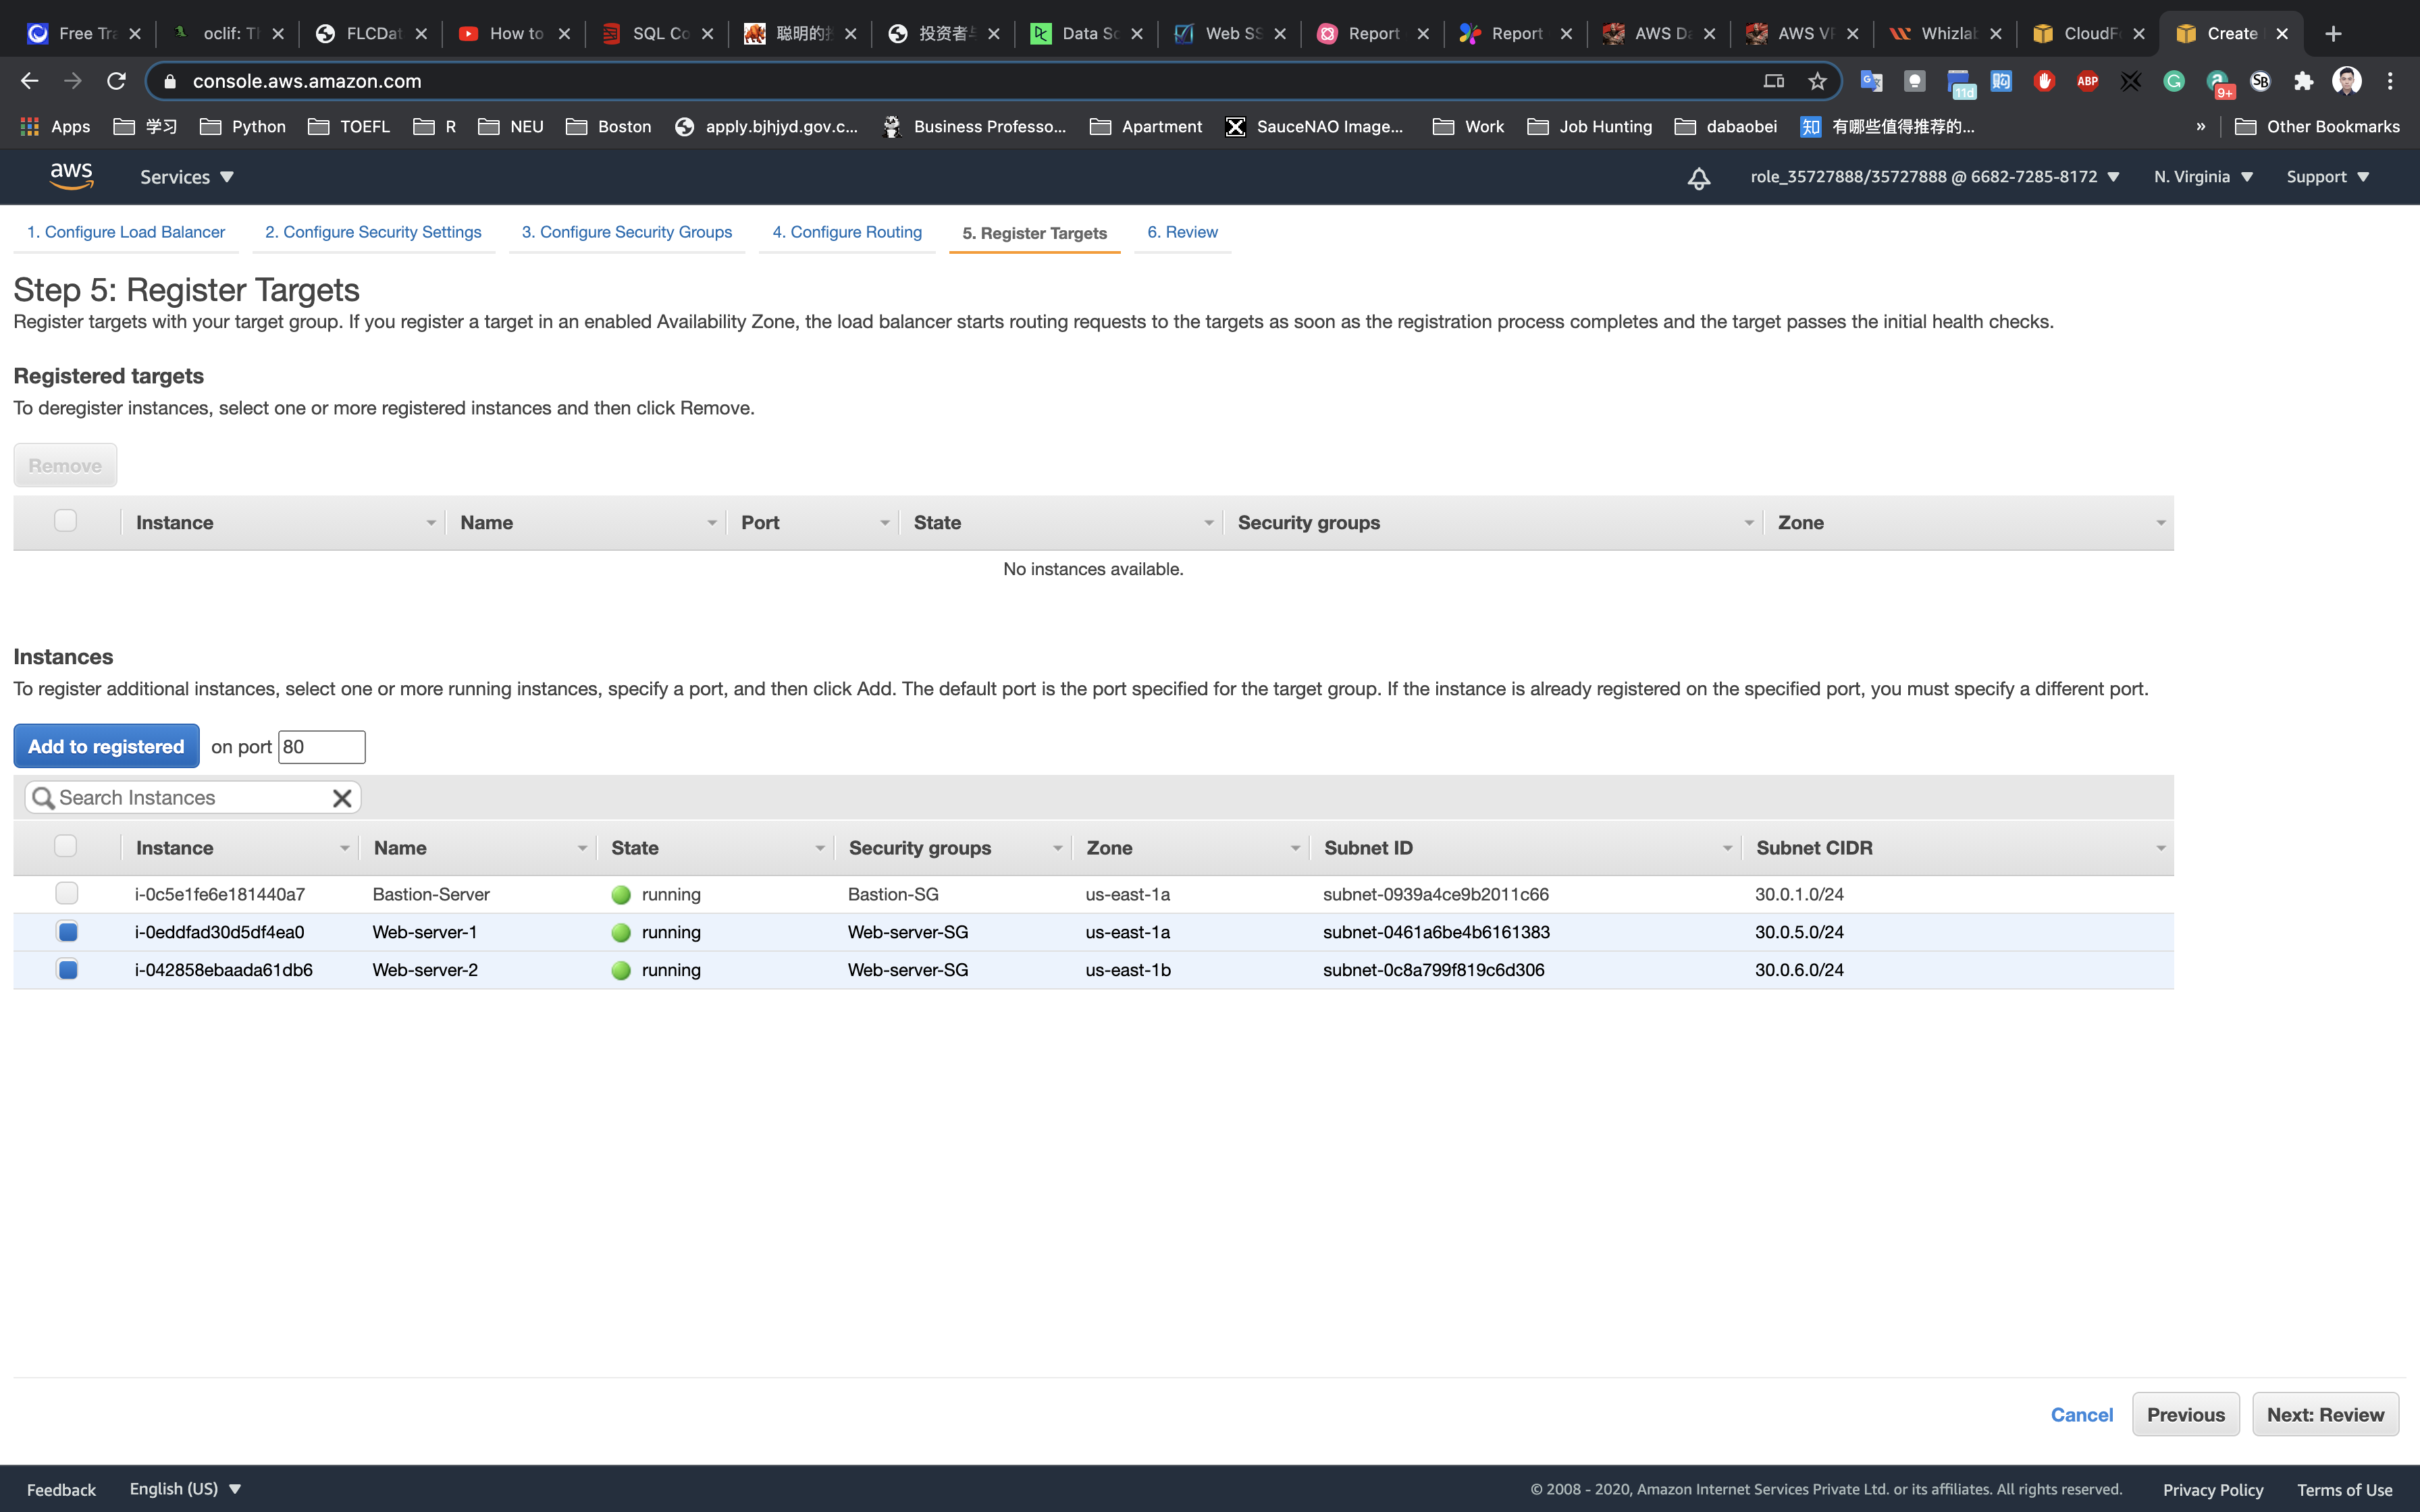 Free Tra
oclif: Th
FLCDat
How to
SQL Co
聪明的投
投资者与
Data Sc
Web SS
Report
Report
AWS Da
AWS VP
Whizlab
CloudFo
Create
console.aws.amazon.com
11d
ABP
9+
SB
Apps
学习
Python
TOEFL
R
NEU
Boston
apply.bjhjyd.gov.c...
Business Professo...
Apartment
SauceNAO Image...
Work
Job Hunting
dabaobei
知 有哪些值得推荐的...
»
Other Bookmarks
aws
Services
role_35727888/35727888 @ 6682-7285-8172
N. Virginia
Support
1. Configure Load Balancer
2. Configure Security Settings
3. Configure Security Groups
4. Configure Routing
5. Register Targets
6. Review
Step 5: Register Targets
Register targets with your target group. If you register a target in an enabled Availability Zone, the load balancer starts routing requests to the targets as soon as the registration process completes and the target passes the initial health checks.
Registered targets
To deregister instances, select one or more registered instances and then click Remove.
Remove
Instance Name Port State Security groups Zone
No instances available.
Instances
To register additional instances, select one or more running instances, specify a port, and then click Add. The default port is the port specified for the target group. If the instance is already registered on the specified port, you must specify a different port.
Add to registered on port 80
Search Instances
Instance Name State Security groups Zone Subnet ID Subnet CIDR
i-0c5e1fe6e181440a7 Bastion-Server running Bastion-SG us-east-1a subnet-0939a4ce9b2011c66 30.0.1.0/24
i-0eddfad30d5df4ea0 Web-server-1 running Web-server-SG us-east-1a subnet-0461a6be4b6161383 30.0.5.0/24
i-042858ebaada61db6 Web-server-2 running Web-server-SG us-east-1b subnet-0c8a799f819c6d306 30.0.6.0/24
Cancel
Previous
Next: Review
Feedback
English (US)
© 2008 - 2020, Amazon Internet Services Private Ltd. or its affiliates. All rights reserved.
Privacy Policy
Terms of Use